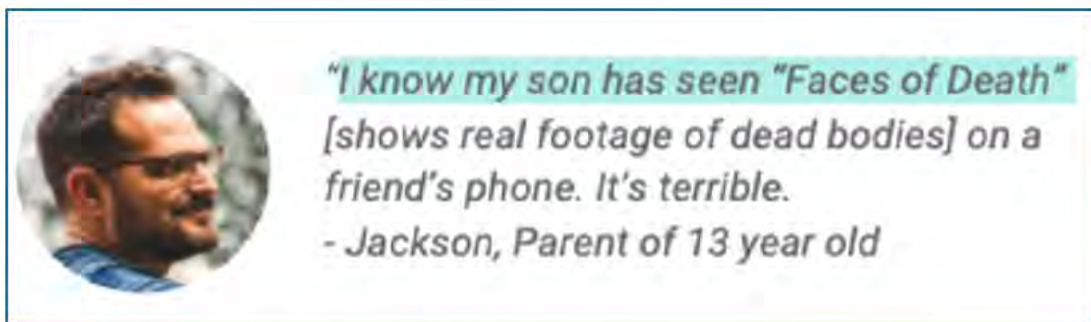 "I know my son has seen "Faces of Death"
[shows real footage of dead bodies] on a
friend's phone. It's terrible.
- Jackson, Parent of 13 year old